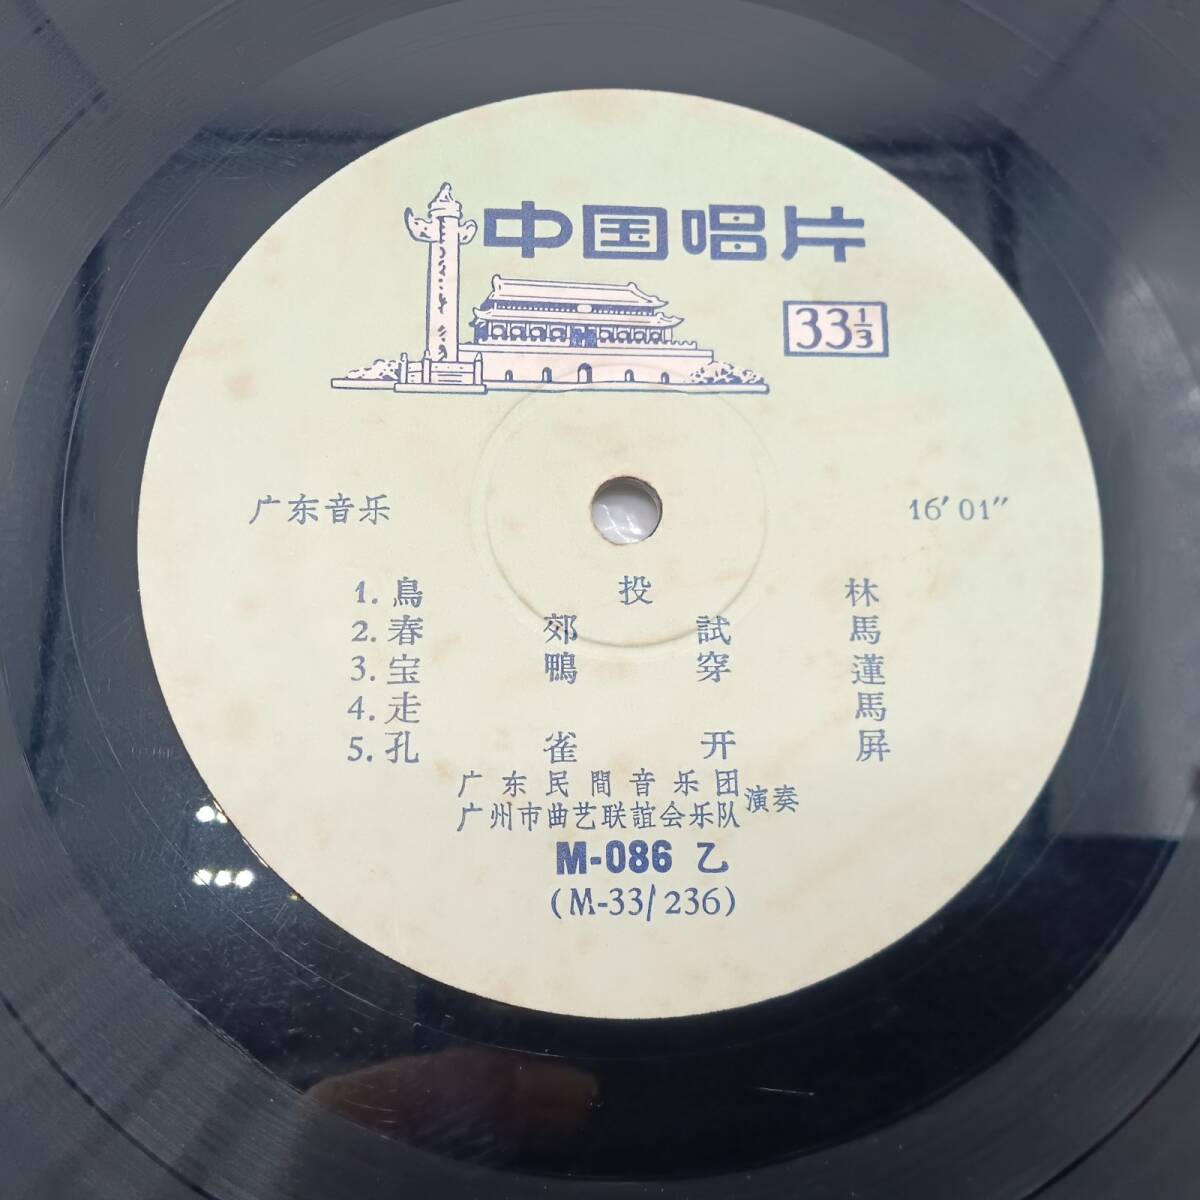 中国唱片
33⅓
广东音乐 16′01″
1. 鳥投林
2. 春郊試馬
3. 宝鴨穿蓮
4. 走馬
5. 孔雀开屏
广东民間音乐团
广州市曲艺联誼会乐队 演奏
M-086 乙
(M-33/236)